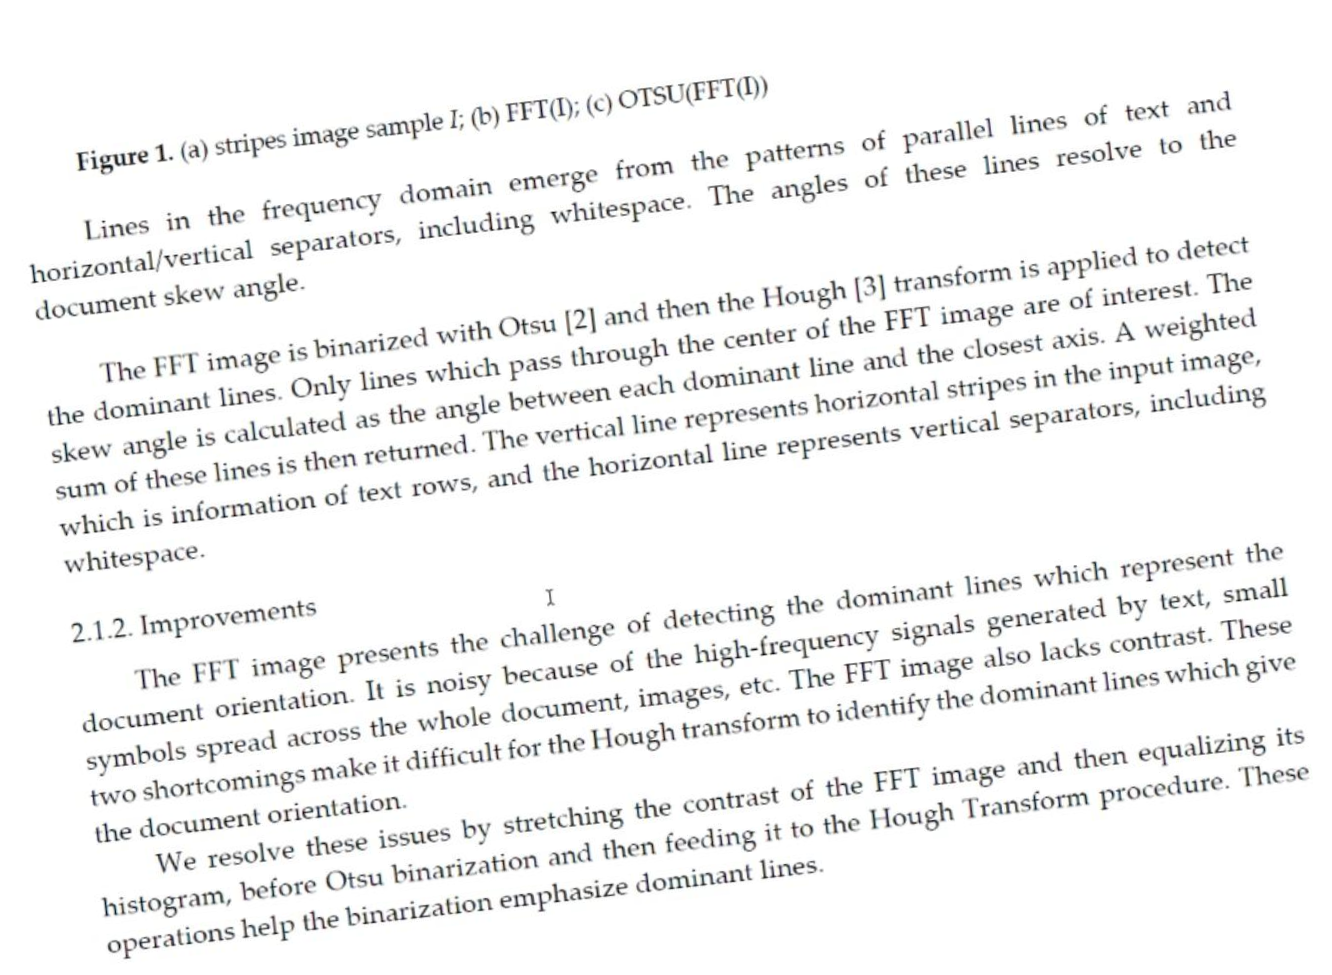 Figure 1. (a) stripes image sample I; (b) FFT(I); (c) OTSU(FFT(I))
Lines in the frequency domain emerge from the patterns of parallel lines of text and
horizontal/vertical separators, including whitespace. The angles of these lines resolve to the
document skew angle.
The FFT image is binarized with Otsu [2] and then the Hough [3] transform is applied to detect
the dominant lines. Only lines which pass through the center of the FFT image are of interest. The
skew angle is calculated as the angle between each dominant line and the closest axis. A weighted
sum of these lines is then returned. The vertical line represents horizontal stripes in the input image,
which is information of text rows, and the horizontal line represents vertical separators, including
whitespace.
2.1.2. Improvements
The FFT image presents the challenge of detecting the dominant lines which represent the
document orientation. It is noisy because of the high-frequency signals generated by text, small
symbols spread across the whole document, images, etc. The FFT image also lacks contrast. These
two shortcomings make it difficult for the Hough transform to identify the dominant lines which give
the document orientation.
We resolve these issues by stretching the contrast of the FFT image and then equalizing its
histogram, before Otsu binarization and then feeding it to the Hough Transform procedure. These
operations help the binarization emphasize dominant lines.